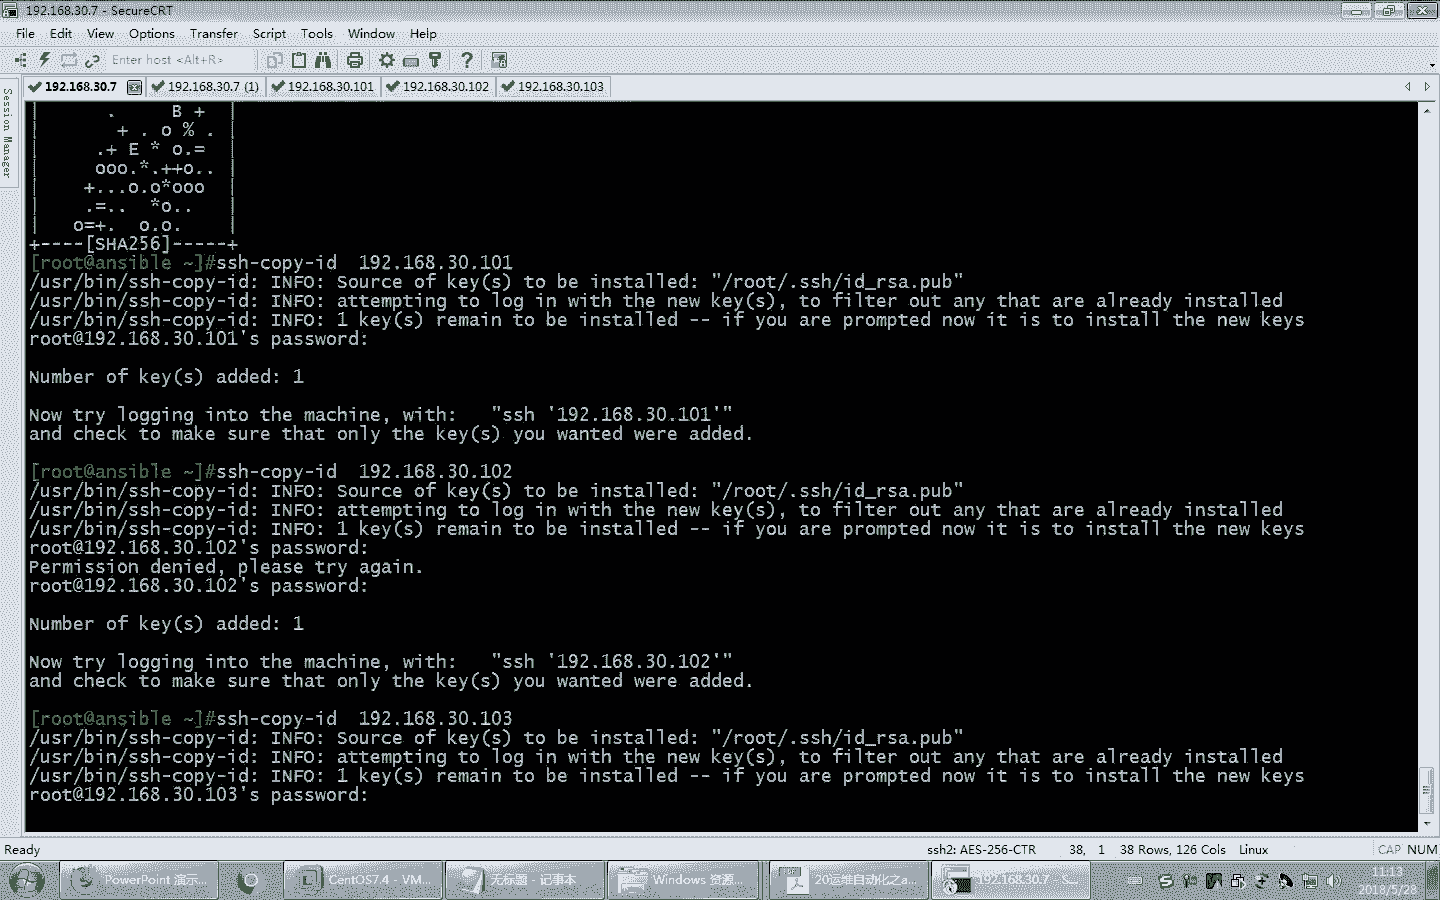 192.168.30.7 - SecureCRT
File Edit View Options Transfer Script Tools Window Help
Enter host <Alt+R>
Session Manager
192.168.30.7 192.168.30.7 (1) 192.168.30.101 192.168.30.102 192.168.30.103
|      .     B +  |
|       + . o % . |
|     .+ E * o.=  |
|     ooo.*.++o.. |
|    +...o.o*ooo  |
|    .=..  *o..   |
|   o=+.  o.o.    |
+----[SHA256]-----+
[root@ansible ~]#ssh-copy-id  192.168.30.101
/usr/bin/ssh-copy-id: INFO: Source of key(s) to be installed: "/root/.ssh/id_rsa.pub"
/usr/bin/ssh-copy-id: INFO: attempting to log in with the new key(s), to filter out any that are already installed
/usr/bin/ssh-copy-id: INFO: 1 key(s) remain to be installed -- if you are prompted now it is to install the new keys
root@192.168.30.101's password:
Number of key(s) added: 1
Now try logging into the machine, with:   "ssh '192.168.30.101'"
and check to make sure that only the key(s) you wanted were added.
[root@ansible ~]#ssh-copy-id  192.168.30.102
/usr/bin/ssh-copy-id: INFO: Source of key(s) to be installed: "/root/.ssh/id_rsa.pub"
/usr/bin/ssh-copy-id: INFO: attempting to log in with the new key(s), to filter out any that are already installed
/usr/bin/ssh-copy-id: INFO: 1 key(s) remain to be installed -- if you are prompted now it is to install the new keys
root@192.168.30.102's password:
Permission denied, please try again.
root@192.168.30.102's password:
Number of key(s) added: 1
Now try logging into the machine, with:   "ssh '192.168.30.102'"
and check to make sure that only the key(s) you wanted were added.
[root@ansible ~]#ssh-copy-id  192.168.30.103
/usr/bin/ssh-copy-id: INFO: Source of key(s) to be installed: "/root/.ssh/id_rsa.pub"
/usr/bin/ssh-copy-id: INFO: attempting to log in with the new key(s), to filter out any that are already installed
/usr/bin/ssh-copy-id: INFO: 1 key(s) remain to be installed -- if you are prompted now it is to install the new keys
root@192.168.30.103's password:
Ready ssh2: AES-256-CTR 38, 1 38 Rows, 126 Cols Linux CAP NUM
PowerPoint 演示... CentOS7.4 - VM... 无标题 - 记事本 Windows 资源... 20运维自动化之a... 192.168.30.7 - S... 11:13
2018/5/28